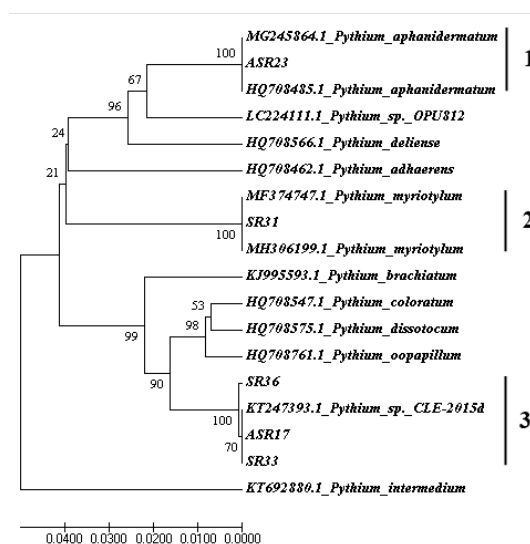 MG245864.1_Pythium_aphanidermatum
100
ASR23
1
67
HQ708485.1_Pythium_aphanidermatum
96
LC224111.1_Pythium_sp._OPU812
24
HQ708566.1_Pythium_deliense
21
HQ708462.1_Pythium_adhaerens
MF374747.1_Pythium_myriotylum
SR31
2
100
MH306199.1_Pythium_myriotylum
KJ995593.1_Pythium_brachiatum
53
HQ708547.1_Pythium_coloratum
98
HQ708575.1_Pythium_dissotocum
99
HQ708761.1_Pythium_oopapillum
90
SR36
KT247393.1_Pythium_sp._CLE-2015d
100
3
ASR17
70
SR33
KT692880.1_Pythium_intermedium
0.0400 0.0300 0.0200 0.0100 0.0000